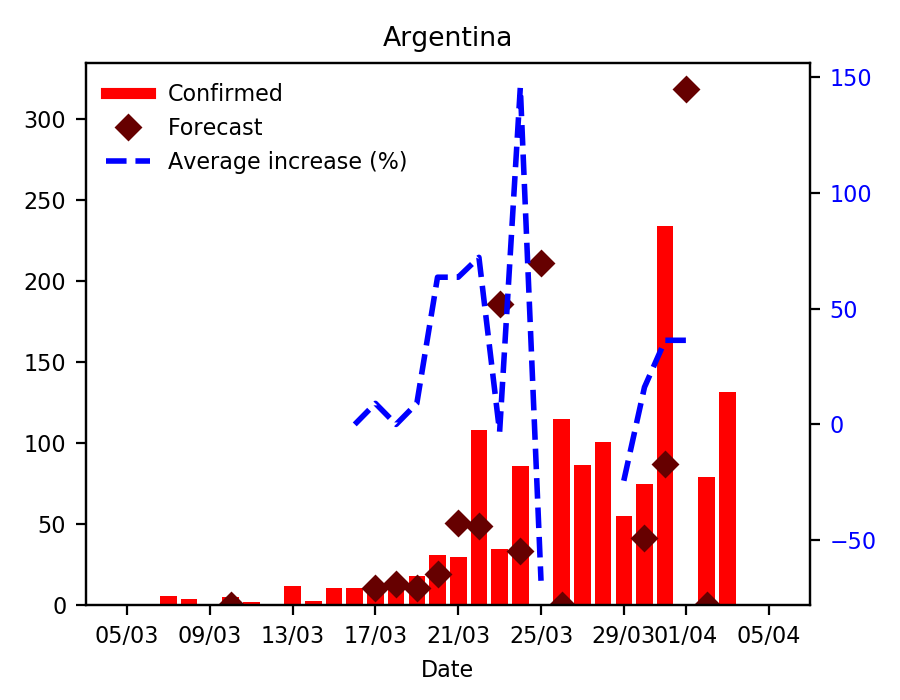 Argentina
Confirmed
Forecast
Average increase (%)
300
250
200
150
100
50
0
150
100
50
0
−50
05/03 09/03 13/03 17/03 21/03 25/03 29/03 01/04 05/04
Date